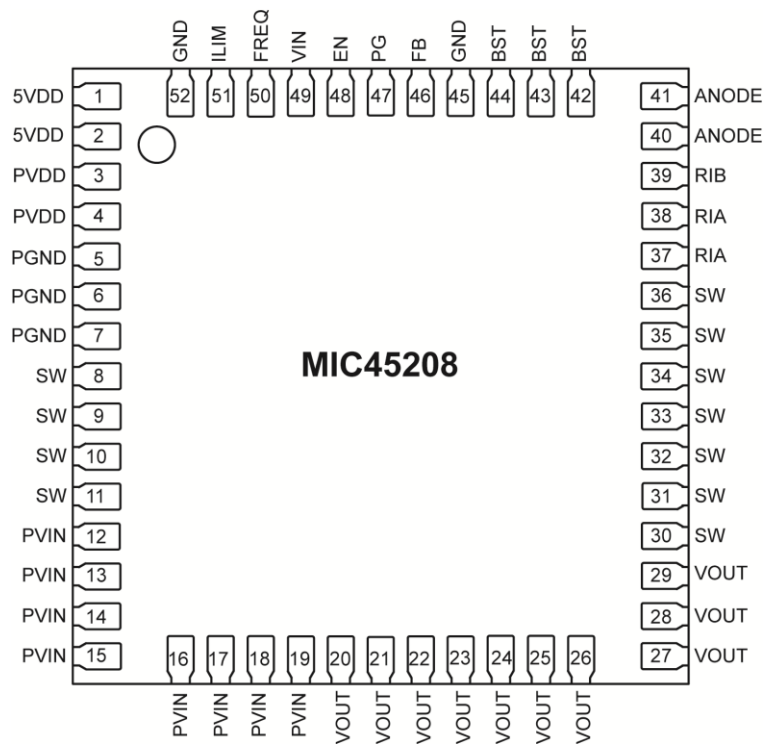 GND ILIM FREQ VIN EN PG FB GND BST BST BST
52 51 50 49 48 47 46 45 44 43 42
5VDD 1 41 ANODE
5VDD 2 40 ANODE
PVDD 3 39 RIB
PVDD 4 38 RIA
PGND 5 37 RIA
PGND 6 36 SW
PGND 7 35 SW
MIC45208
SW 8 34 SW
SW 9 33 SW
SW 10 32 SW
SW 11 31 SW
PVIN 12 30 SW
PVIN 13 29 VOUT
PVIN 14 28 VOUT
PVIN 15 27 VOUT
16 17 18 19 20 21 22 23 24 25 26
PVIN PVIN PVIN PVIN VOUT VOUT VOUT VOUT VOUT VOUT VOUT